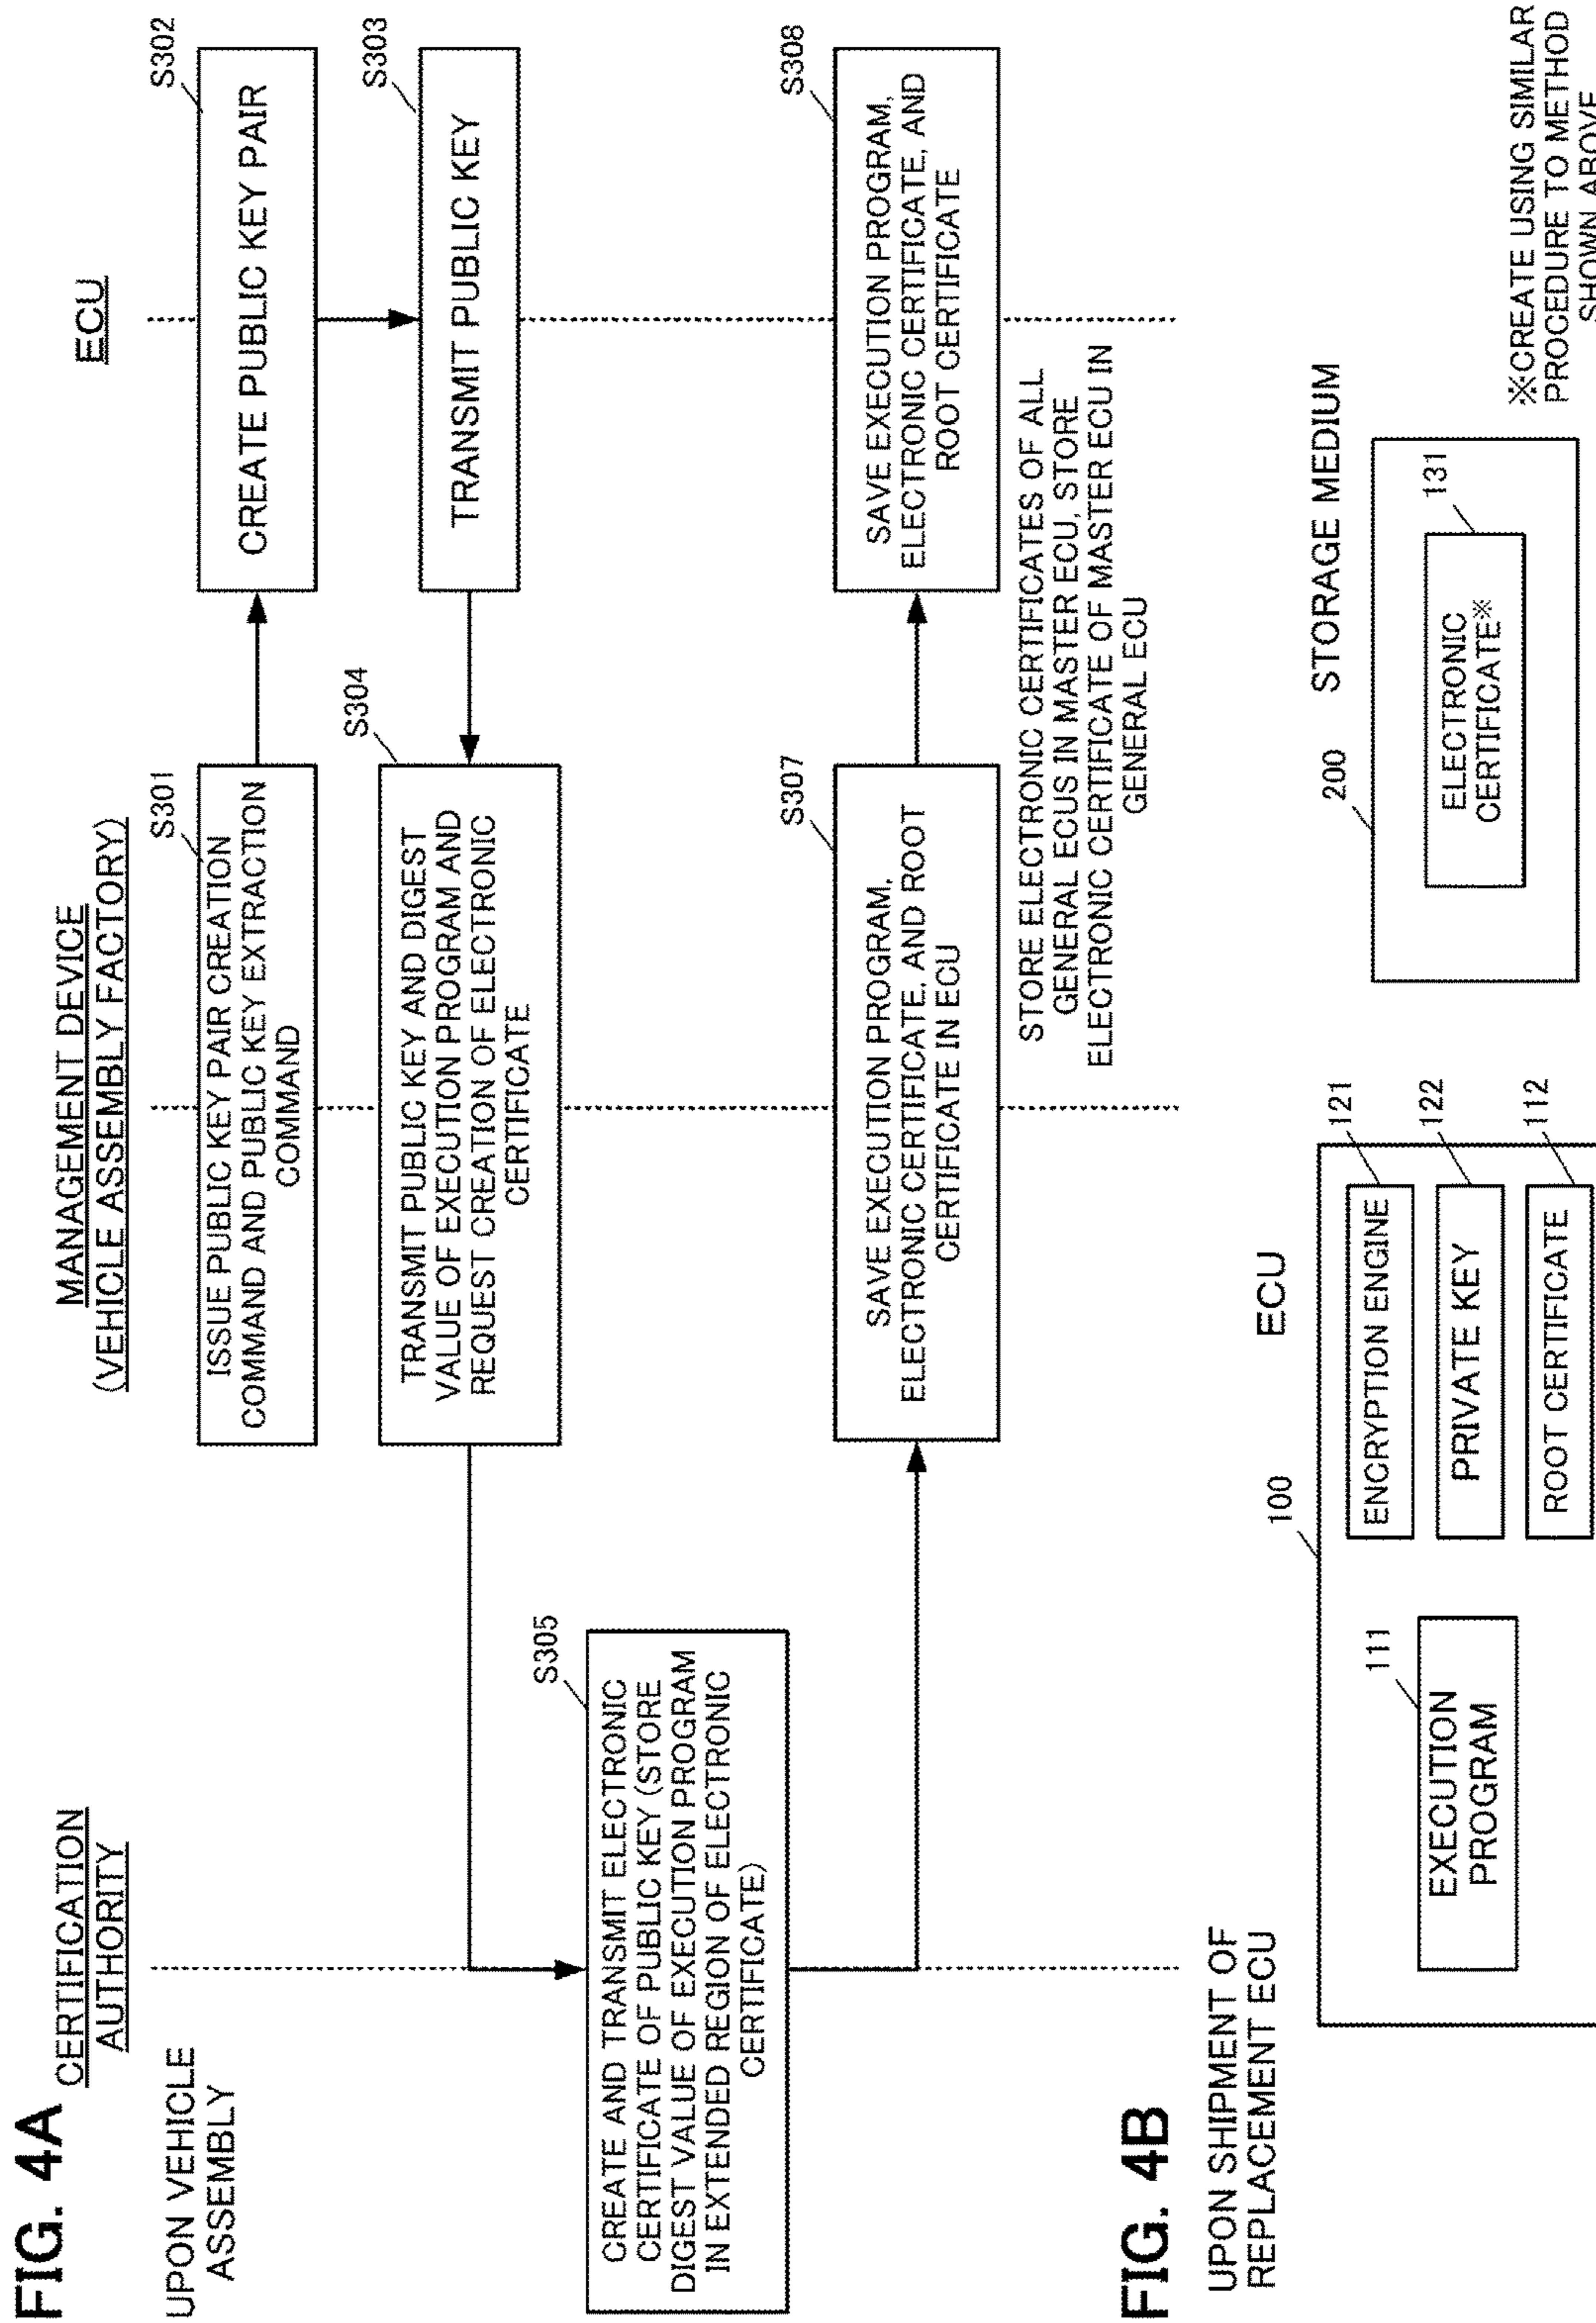 FIG. 4A
UPON VEHICLE
ASSEMBLY
CERTIFICATION
AUTHORITY
MANAGEMENT DEVICE
(VEHICLE ASSEMBLY FACTORY)
ECU
S301
ISSUE PUBLIC KEY PAIR CREATION
COMMAND AND PUBLIC KEY EXTRACTION
COMMAND
S302
CREATE PUBLIC KEY PAIR
S303
TRANSMIT PUBLIC KEY
S304
TRANSMIT PUBLIC KEY AND DIGEST
VALUE OF EXECUTION PROGRAM AND
REQUEST CREATION OF ELECTRONIC
CERTIFICATE
S305
CREATE AND TRANSMIT ELECTRONIC
CERTIFICATE OF PUBLIC KEY (STORE
DIGEST VALUE OF EXECUTION PROGRAM
IN EXTENDED REGION OF ELECTRONIC
CERTIFICATE)
S307
SAVE EXECUTION PROGRAM,
ELECTRONIC CERTIFICATE, AND ROOT
CERTIFICATE IN ECU
S308
SAVE EXECUTION PROGRAM,
ELECTRONIC CERTIFICATE, AND
ROOT CERTIFICATE
STORE ELECTRONIC CERTIFICATES OF ALL
GENERAL ECUS IN MASTER ECU, STORE
ELECTRONIC CERTIFICATE OF MASTER ECU IN
GENERAL ECU
FIG. 4B
UPON SHIPMENT OF
REPLACEMENT ECU
100
ECU
111
EXECUTION
PROGRAM
ENCRYPTION ENGINE
121
PRIVATE KEY
122
ROOT CERTIFICATE
112
200
STORAGE MEDIUM
131
ELECTRONIC
CERTIFICATE※
※CREATE USING SIMILAR
PROCEDURE TO METHOD
SHOWN ABOVE